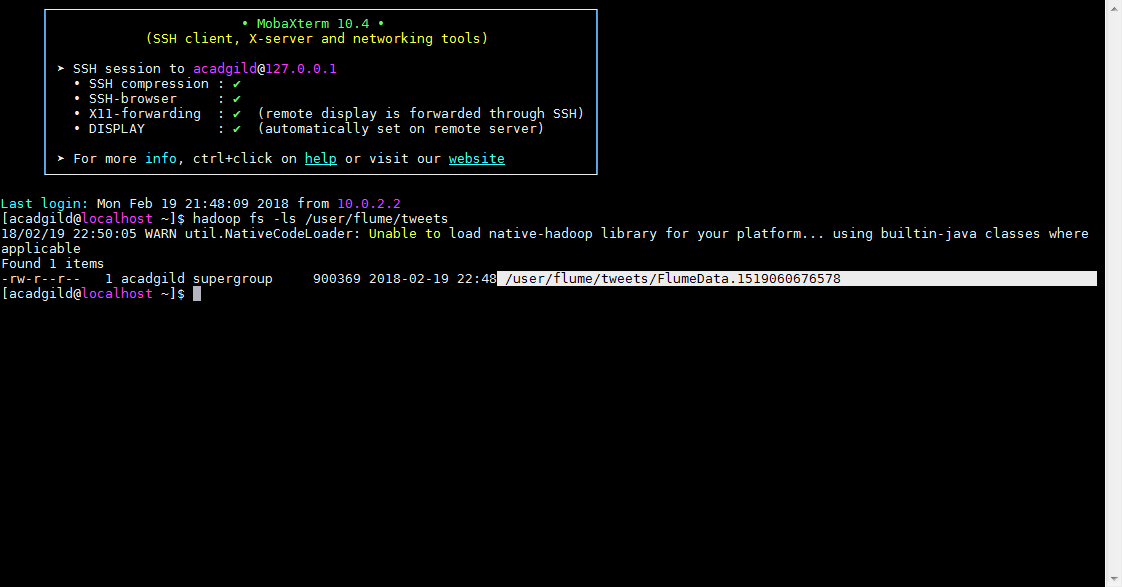 • MobaXterm 10.4 •
(SSH client, X-server and networking tools)
➤ SSH session to acadgild@127.0.0.1
• SSH compression : ✔
• SSH-browser : ✔
• X11-forwarding : ✔ (remote display is forwarded through SSH)
• DISPLAY : ✔ (automatically set on remote server)
➤ For more info, ctrl+click on help or visit our website
Last login: Mon Feb 19 21:48:09 2018 from 10.0.2.2
[acadgild@localhost ~]$ hadoop fs -ls /user/flume/tweets
18/02/19 22:50:05 WARN util.NativeCodeLoader: Unable to load native-hadoop library for your platform... using builtin-java classes where
applicable
Found 1 items
-rw-r--r-- 1 acadgild supergroup 900369 2018-02-19 22:48 /user/flume/tweets/FlumeData.1519060676578
[acadgild@localhost ~]$